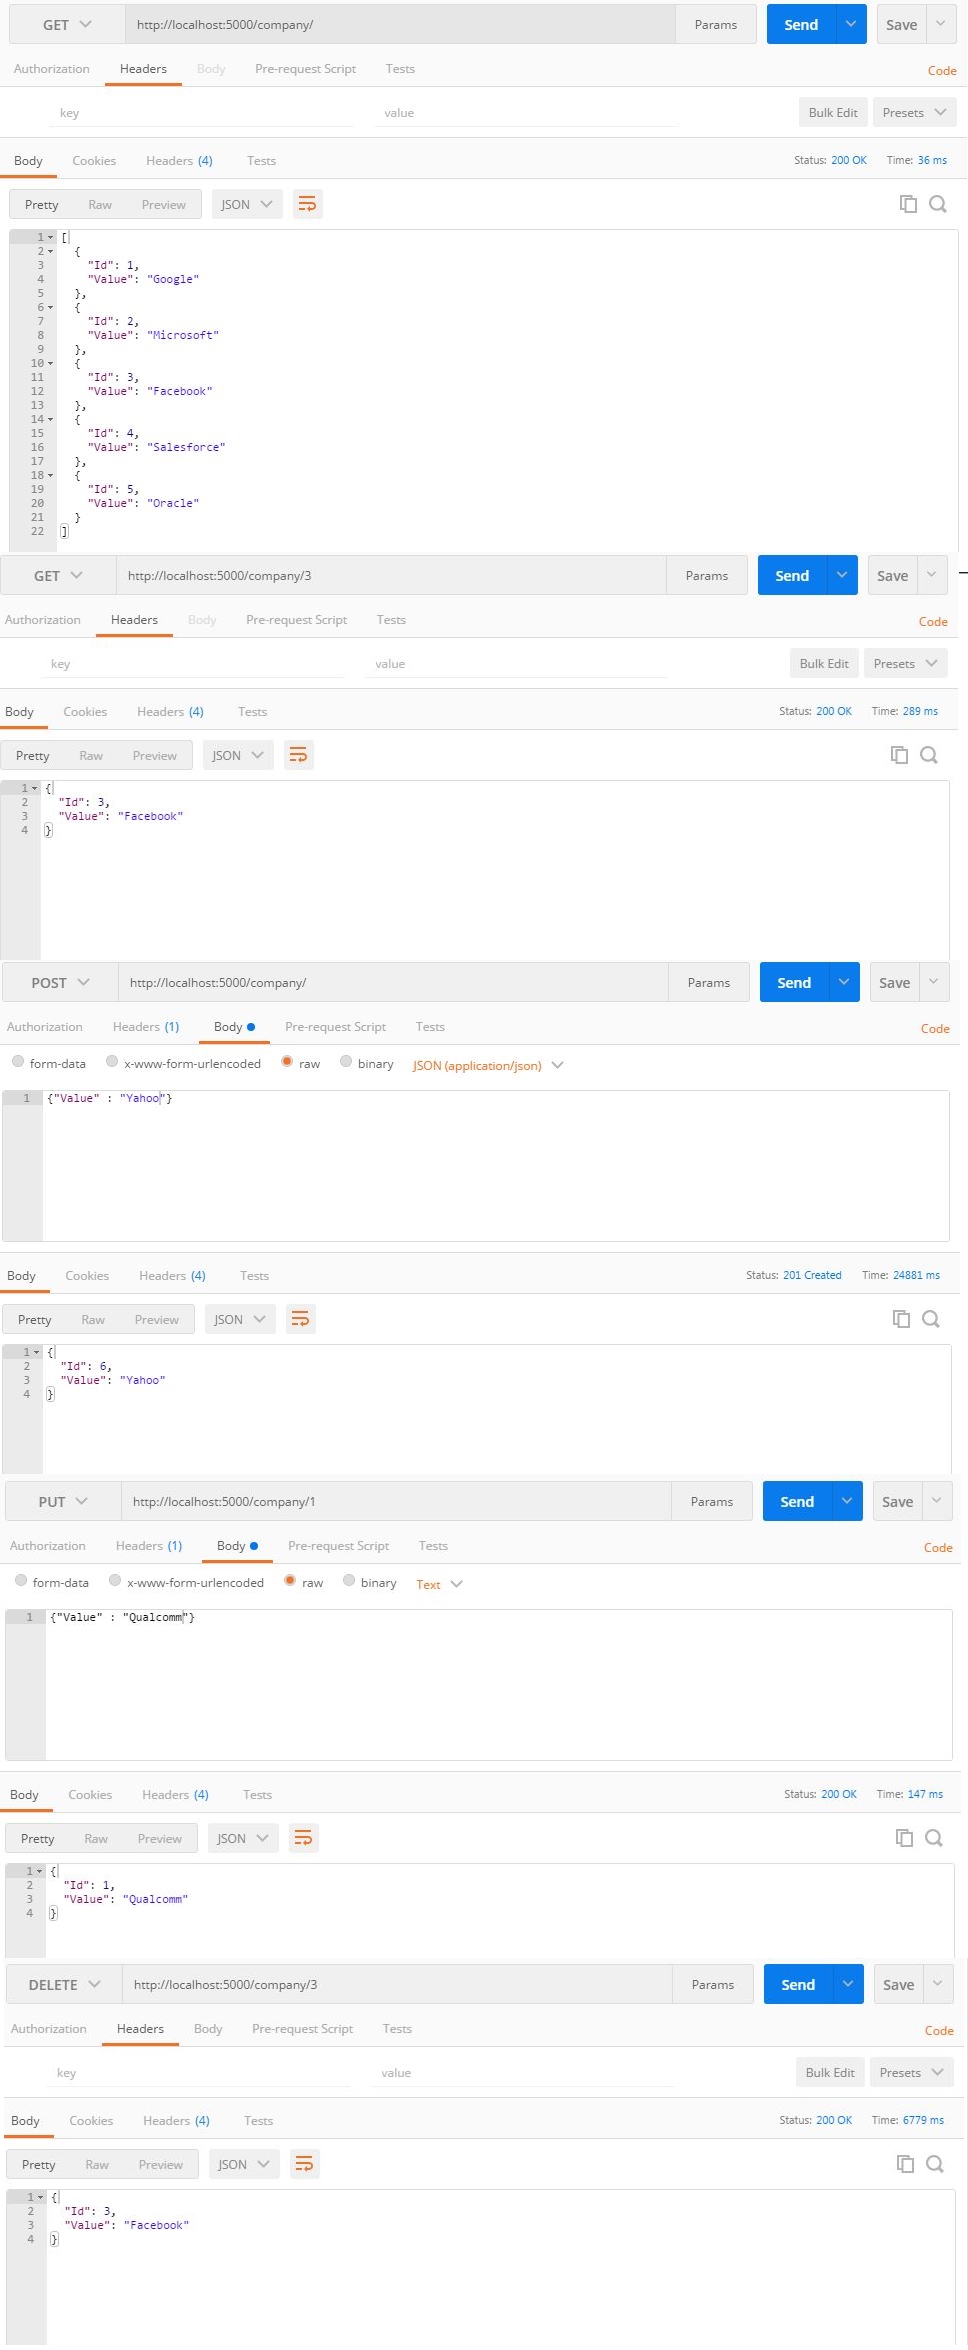 GET http://localhost:5000/company/ Params Send Save
Authorization Headers Body Pre-request Script Tests Code
key value Bulk Edit Presets
Body Cookies Headers (4) Tests Status: 200 OK Time: 36 ms
Pretty Raw Preview JSON
1 [
2 {
3 "Id": 1,
4 "Value": "Google"
5 },
6 {
7 "Id": 2,
8 "Value": "Microsoft"
9 },
10 {
11 "Id": 3,
12 "Value": "Facebook"
13 },
14 {
15 "Id": 4,
16 "Value": "Salesforce"
17 },
18 {
19 "Id": 5,
20 "Value": "Oracle"
21 }
22 ]
GET http://localhost:5000/company/3 Params Send Save
Authorization Headers Body Pre-request Script Tests Code
key value Bulk Edit Presets
Body Cookies Headers (4) Tests Status: 200 OK Time: 289 ms
Pretty Raw Preview JSON
1 {
2 "Id": 3,
3 "Value": "Facebook"
4 }
POST http://localhost:5000/company/ Params Send Save
Authorization Headers (1) Body Pre-request Script Tests Code
form-data x-www-form-urlencoded raw binary JSON (application/json)
1 {"Value" : "Yahoo"}
Body Cookies Headers (4) Tests Status: 201 Created Time: 24881 ms
Pretty Raw Preview JSON
1 {
2 "Id": 6,
3 "Value": "Yahoo"
4 }
PUT http://localhost:5000/company/1 Params Send Save
Authorization Headers (1) Body Pre-request Script Tests Code
form-data x-www-form-urlencoded raw binary Text
1 {"Value" : "Qualcomm"}
Body Cookies Headers (4) Tests Status: 200 OK Time: 147 ms
Pretty Raw Preview JSON
1 {
2 "Id": 1,
3 "Value": "Qualcomm"
4 }
DELETE http://localhost:5000/company/3 Params Send Save
Authorization Headers Body Pre-request Script Tests Code
key value Bulk Edit Presets
Body Cookies Headers (4) Tests Status: 200 OK Time: 6779 ms
Pretty Raw Preview JSON
1 {
2 "Id": 3,
3 "Value": "Facebook"
4 }